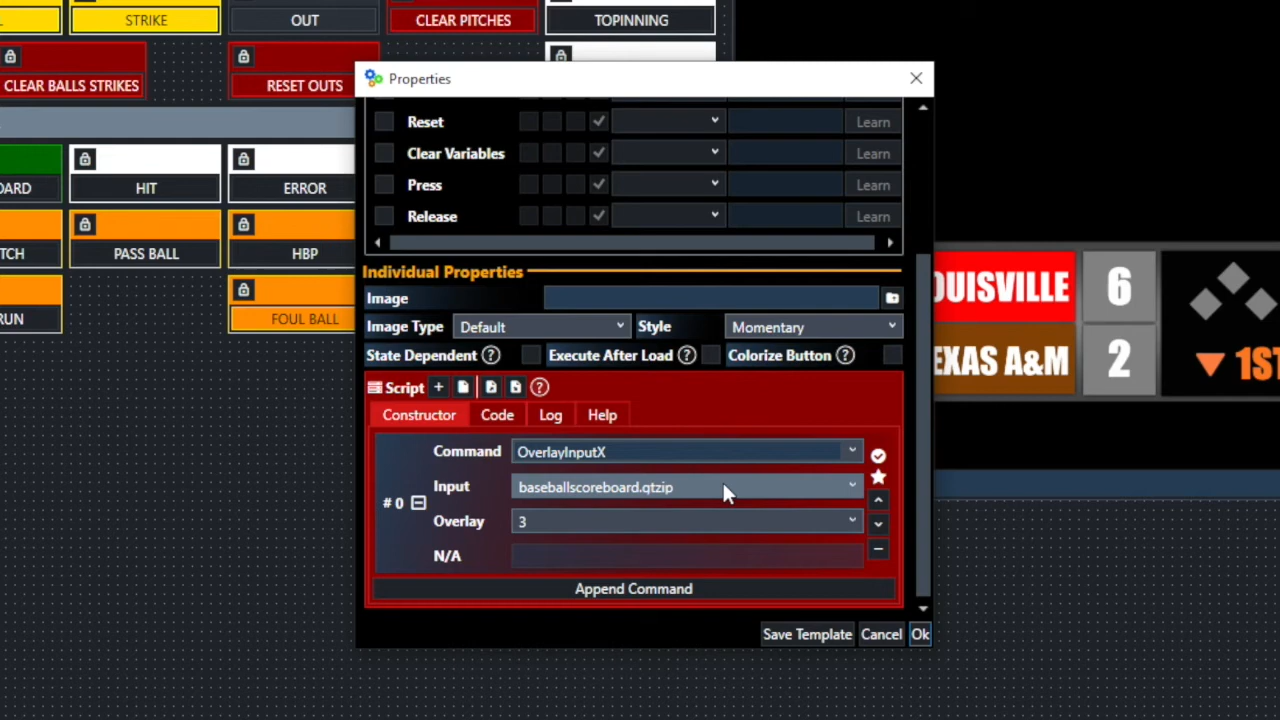 L
STRIKE
OUT
CLEAR PITCHES
TOPINNING
CLEAR BALLS STRIKES
RESET OUTS
Properties
Reset
Learn
Clear Variables
Learn
Press
Learn
Release
Learn
ARD
HIT
ERROR
TCH
PASS BALL
HBP
RUN
FOUL BALL
Individual Properties
Image
Image Type
Default
Style
Momentary
State Dependent ?
Execute After Load ?
Colorize Button ?
Script + ?
Constructor
Code
Log
Help
# 0
Command
OverlayInputX
Input
baseballscoreboard.gtzip
Overlay
3
N/A
Append Command
Save Template
Cancel
Ok
OUISVILLE
6
EXAS A&M
2
1ST